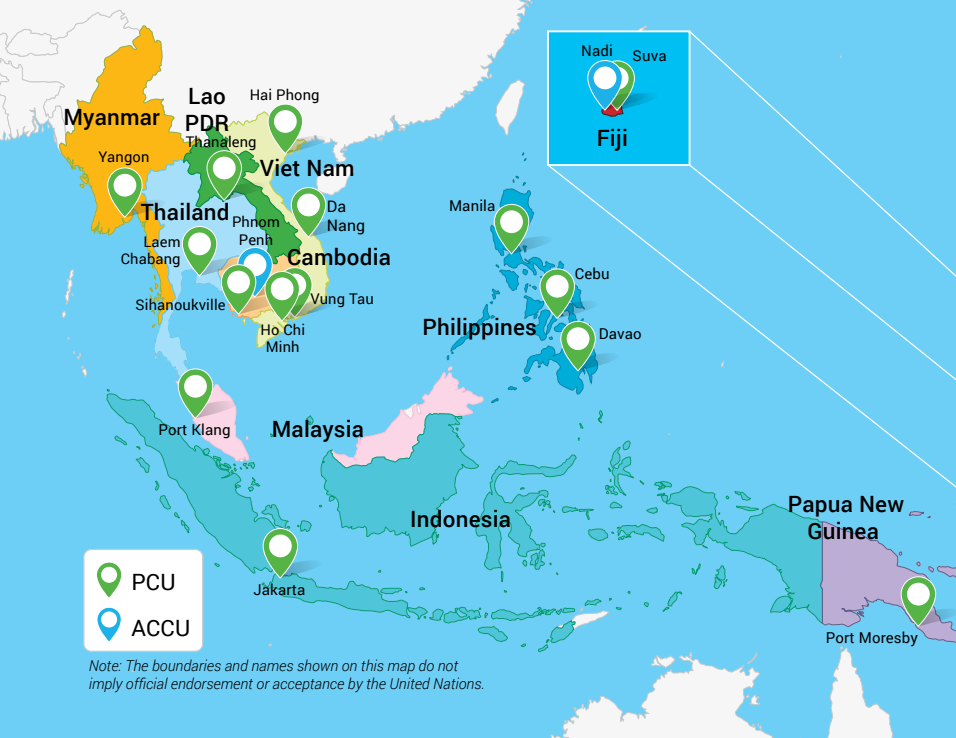 Nadi
Suva
Fiji
Lao
PDR
Hai Phong
Myanmar
Thanaleng
Yangon
Viet Nam
Thailand
Da
Nang
Manila
Phnom
Penh
Laem
Chabang
Cambodia
Cebu
Sihanoukville
Vung Tau
Ho Chi
Minh
Philippines
Davao
Port Klang
Malaysia
Indonesia
Papua New
Guinea
Jakarta
Port Moresby
PCU
ACCU
Note: The boundaries and names shown on this map do not
imply official endorsement or acceptance by the United Nations.